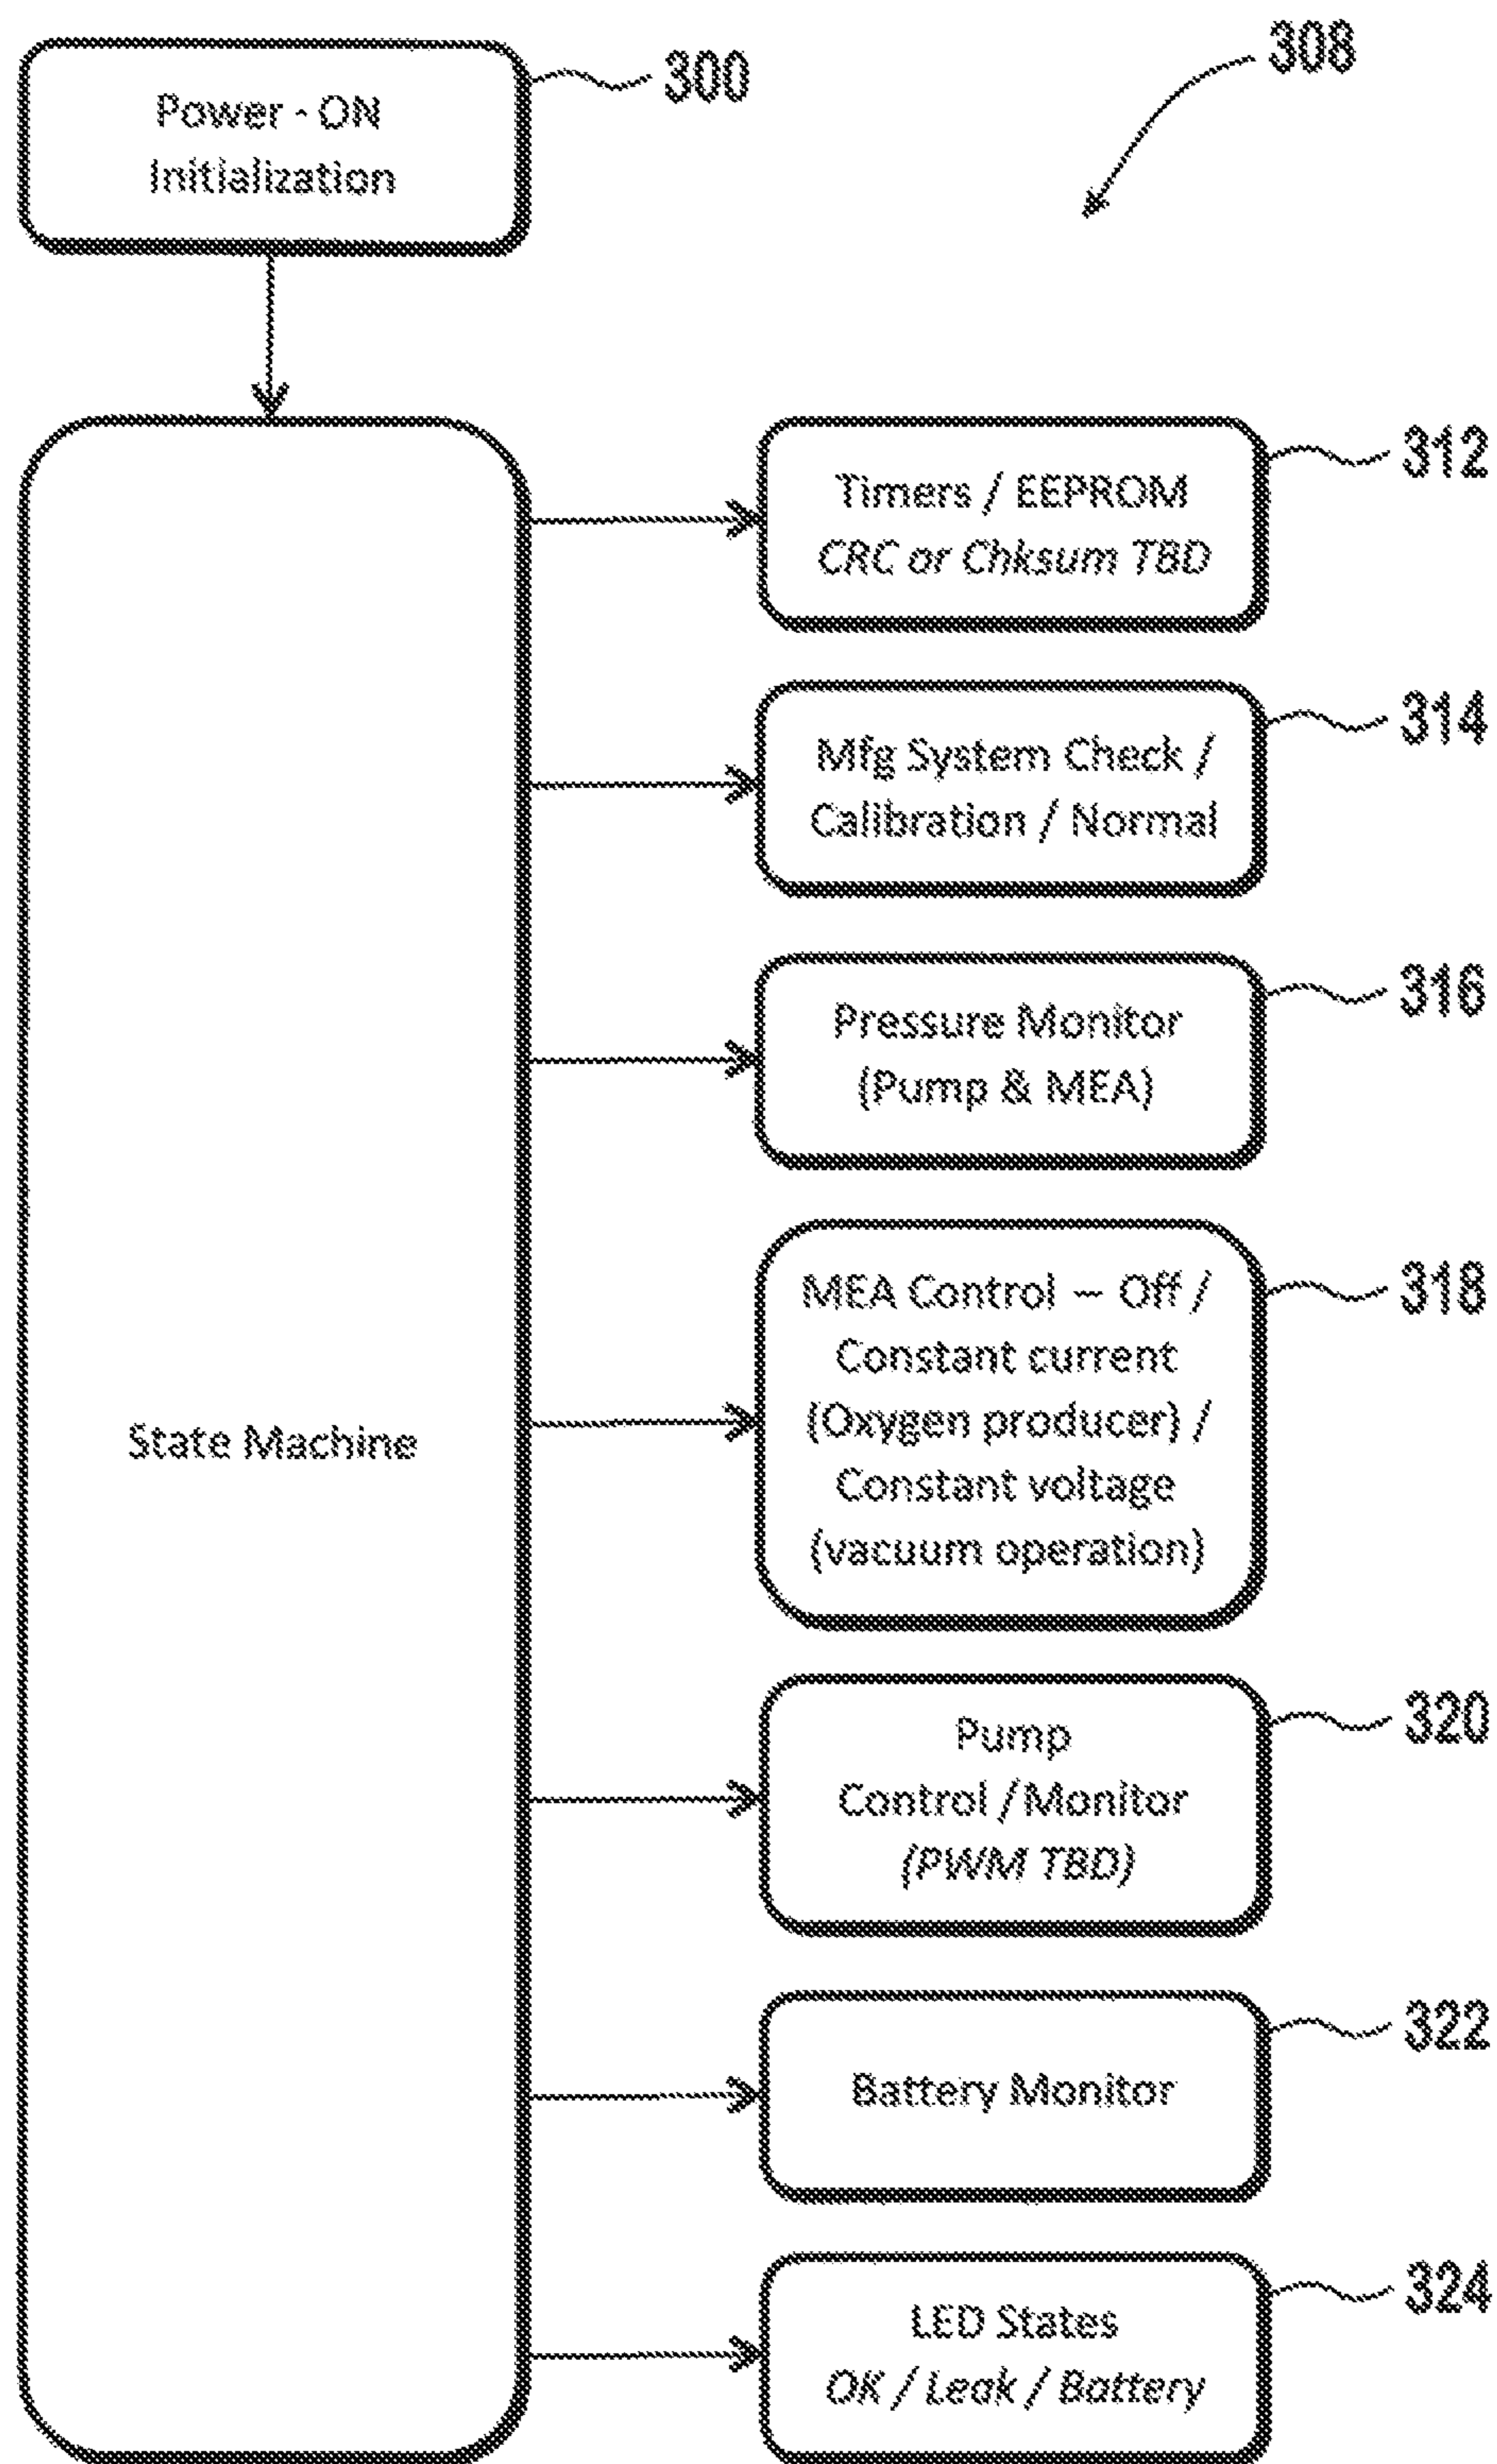 300
308
Power - ON
Initialization
State Machine
312
Timers / EEPROM
CRC or Chksum TBD
314
Mfg System Check /
Calibration / Normal
316
Pressure Monitor
(Pump & MEA)
318
MEA Control – Off /
Constant current
(Oxygen producer) /
Constant voltage
(vacuum operation)
320
Pump
Control / Monitor
(PWM TBD)
322
Battery Monitor
324
LED States
OK / Leak / Battery